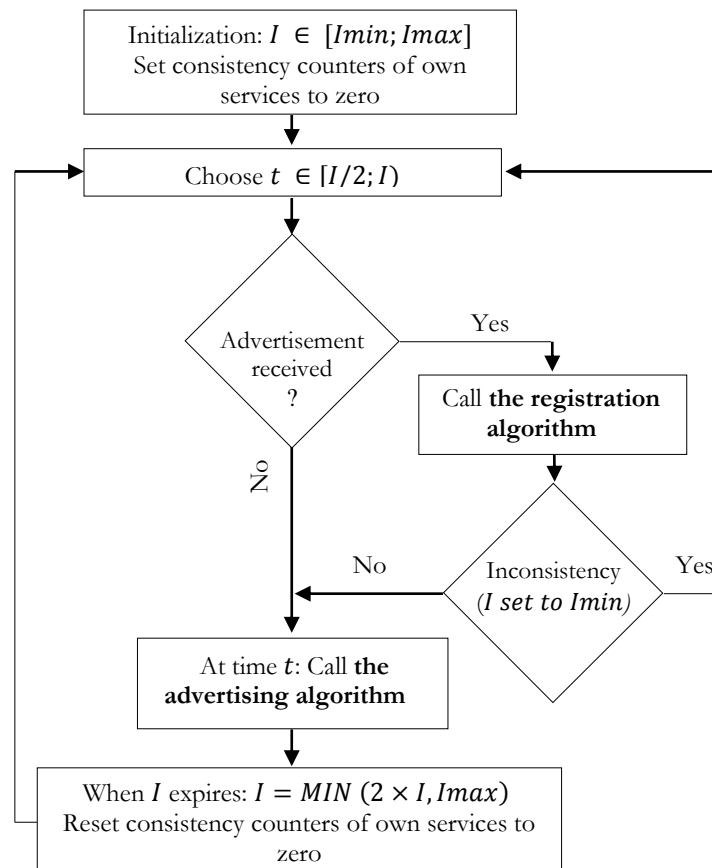 Initialization: I ∈ [Imin; Imax]
Set consistency counters of own
services to zero
Choose t ∈ [I/2; I)
Advertisement
received
?
Yes
Call the registration
algorithm
No
Inconsistency
(I set to Imin)
No
Yes
At time t: Call the
advertising algorithm
When I expires: I = MIN (2 × I, Imax)
Reset consistency counters of own services to
zero